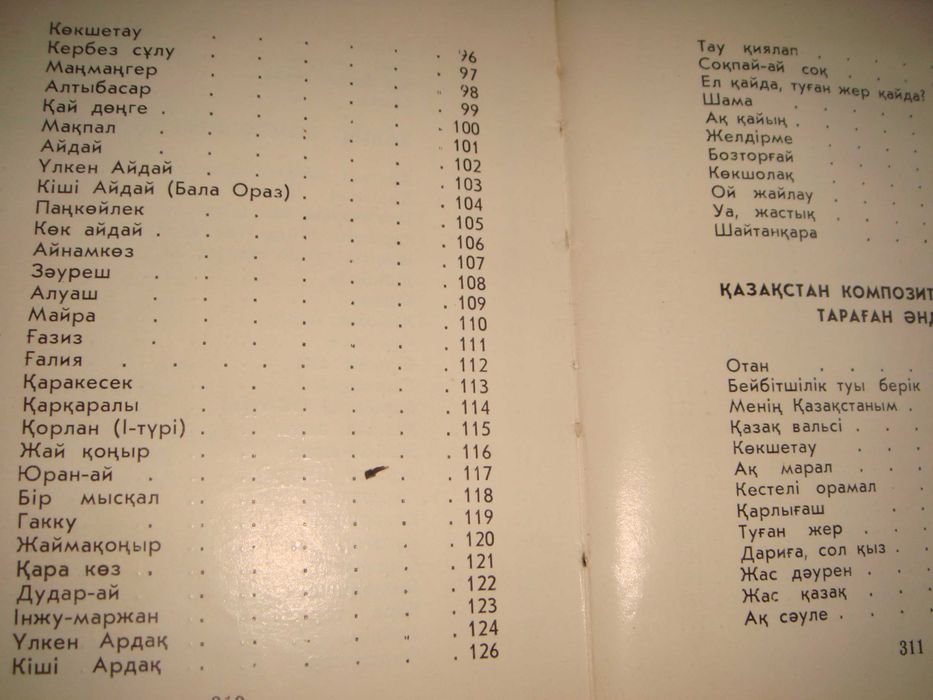 Көкшетау . . . . . . 96
Кербез сұлу . . . . . . 97
Маңмаңгер . . . . . . 98
Алтыбасар . . . . . . 99
Қай дөңге . . . . . . 100
Мақпал . . . . . . 101
Айдай . . . . . . 102
Үлкен Айдай . . . . . . 103
Кіші Айдай (Бала Ораз) . . . . 104
Паңкөйлек . . . . . . 105
Көк айдай . . . . . . 106
Айнамкөз . . . . . . 107
Зәуреш . . . . . . 108
Алуаш . . . . . . 109
Майра . . . . . . 110
Ғазиз . . . . . . 111
Ғалия . . . . . . 112
Қаракесек . . . . . . 113
Қарқаралы . . . . . . 114
Қорлан (І-түрі) . . . . . . 115
Жай қоңыр . . . . . . 116
Юран-ай . . . . . . 117
Бір мысқал . . . . . . 118
Гакку . . . . . . 119
Жаймақоңыр . . . . . . 120
Қара көз . . . . . . 121
Дудар-ай . . . . . . 122
Інжу-маржан . . . . . . 123
Үлкен Ардақ . . . . . . 124
Кіші Ардақ . . . . . . 126
Тау қиялап . . . .
Соқпай-ай соқ . . .
Ел қайда, туған жер қайда?
Шама . . . .
Ақ қайың . . . .
Желдірме . . .
Бозторғай . . .
Көкшолақ . . .
Ой жайлау . . .
Уа, жастық . . .
Шайтанқара . . .
ҚАЗАҚСТАН КОМПОЗИТ
ТАРАҒАН ӘНД
Отан . . . .
Бейбітшілік туы берік
Менің Қазақстаным .
Қазақ вальсі . . .
Көкшетау . . .
Ақ марал . . .
Кестелі орамал . .
Қарлығаш . .
Туған жер . . .
Дариға, сол қыз . .
Жас дәурен . . .
Жас қазақ . . .
Ақ сәуле . . .
311